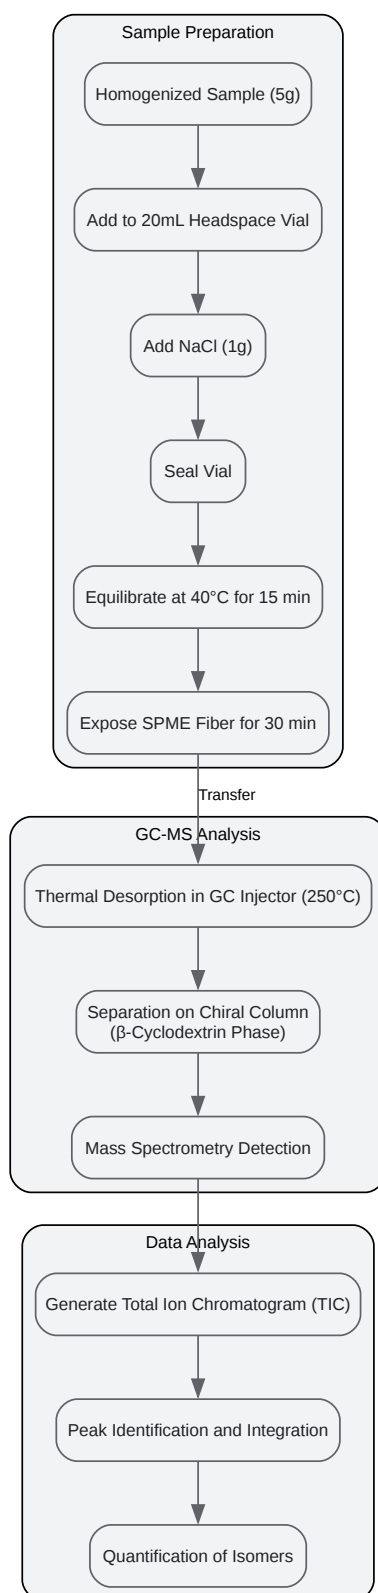 Sample Preparation
Homogenized Sample (5g)
Add to 20mL Headspace Vial
Add NaCl (1g)
Seal Vial
Equilibrate at 40°C for 15 min
Expose SPME Fiber for 30 min
Transfer
GC-MS Analysis
Thermal Desorption in GC Injector (250°C)
Separation on Chiral Column
(β-Cyclodextrin Phase)
Mass Spectrometry Detection
Data Analysis
Generate Total Ion Chromatogram (TIC)
Peak Identification and Integration
Quantification of Isomers